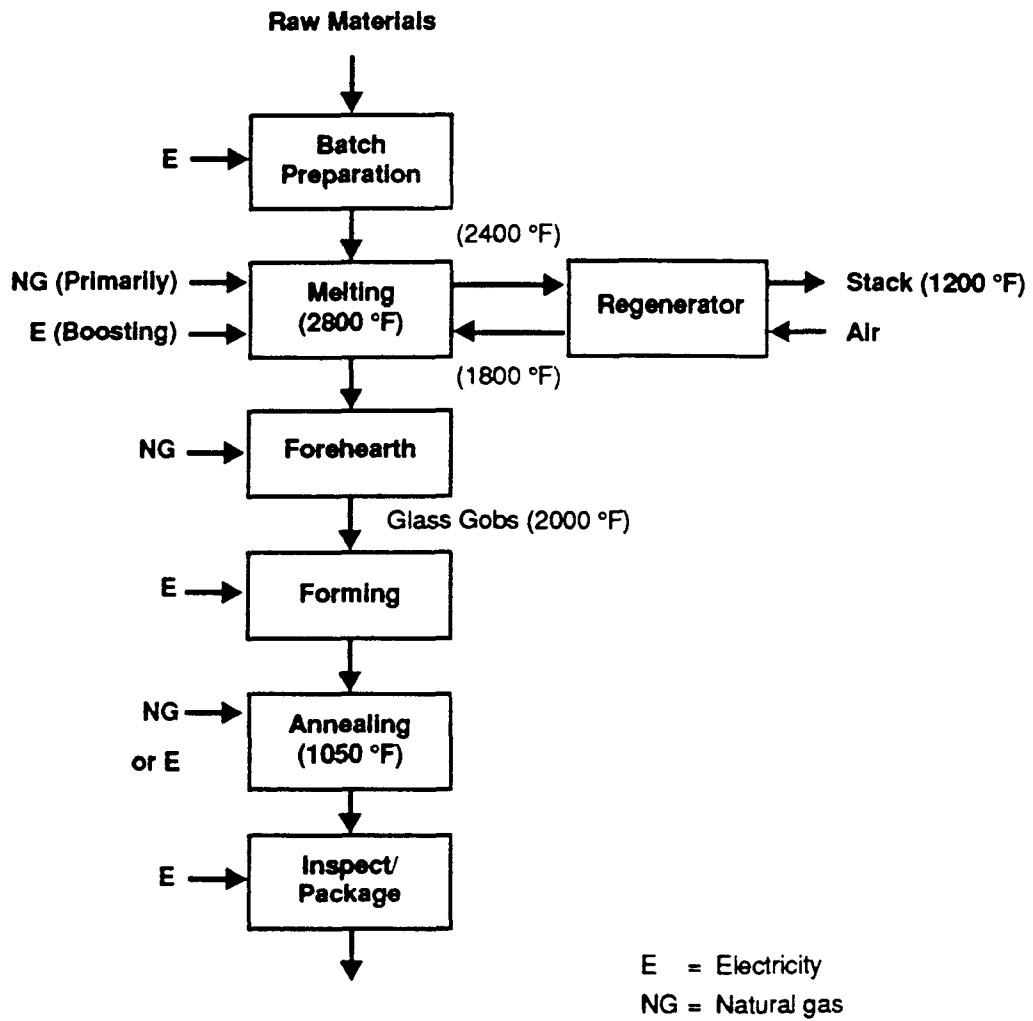 Raw Materials
E
Batch
Preparation
(2400 °F)
NG (Primarily)
E (Boosting)
Melting
(2800 °F)
Regenerator
Stack (1200 °F)
Air
(1800 °F)
NG
Forehearth
Glass Gobs (2000 °F)
E
Forming
NG
or E
Annealing
(1050 °F)
E
Inspect/
Package
E = Electricity
NG = Natural gas